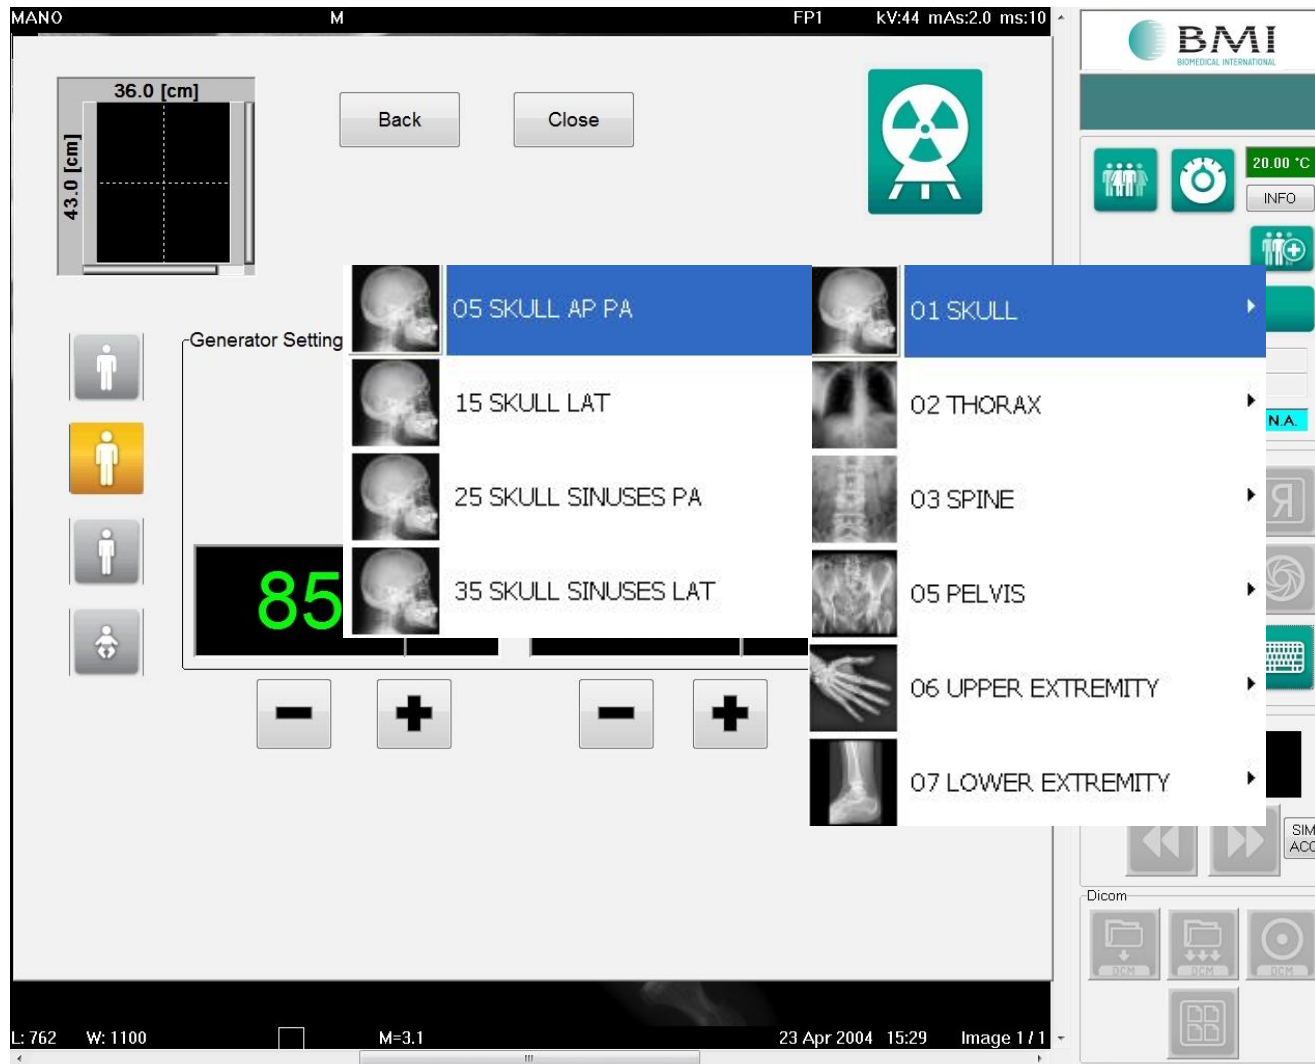 MANO M FP1 kV:44 mAs:2.0 ms:10
BMI
BIOMEDICAL INTERNATIONAL
36.0 [cm]
43.0 [cm]
Back Close
20.00 °C
INFO
Generator Setting
05 SKULL AP PA
15 SKULL LAT
25 SKULL SINUSES PA
35 SKULL SINUSES LAT
01 SKULL
02 THORAX
03 SPINE
05 PELVIS
06 UPPER EXTREMITY
07 LOWER EXTREMITY
N.A.
R
85
- +
- +
SIM
ACC
Dicom
DCM DCM DCM
L: 762 W: 1100 M=3.1 23 Apr 2004 15:29 Image 1 / 1